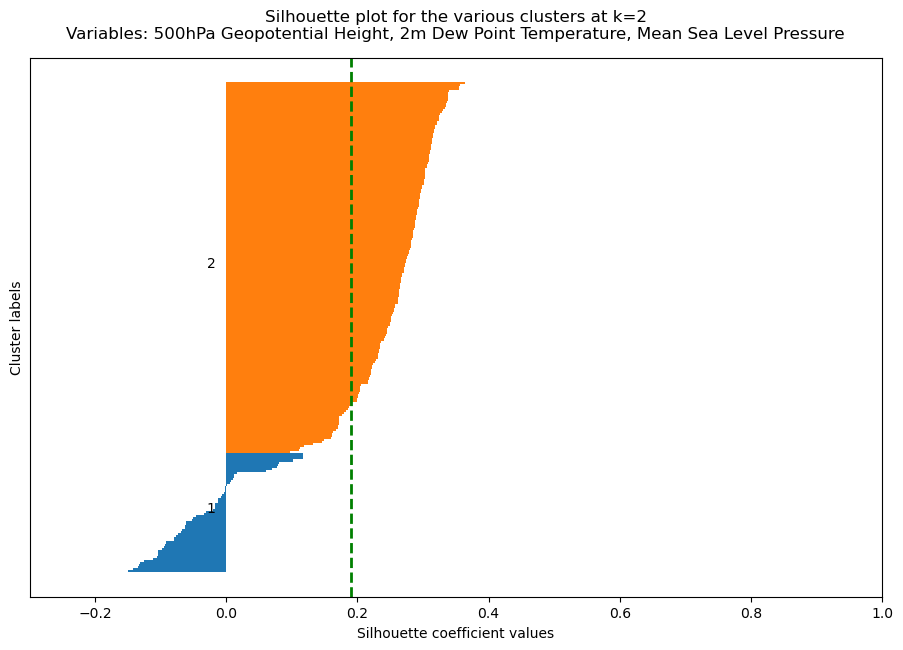 Silhouette plot for the various clusters at k=2
Variables: 500hPa Geopotential Height, 2m Dew Point Temperature, Mean Sea Level Pressure
Cluster labels
2
1
−0.2 0.0 0.2 0.4 0.6 0.8 1.0
Silhouette coefficient values